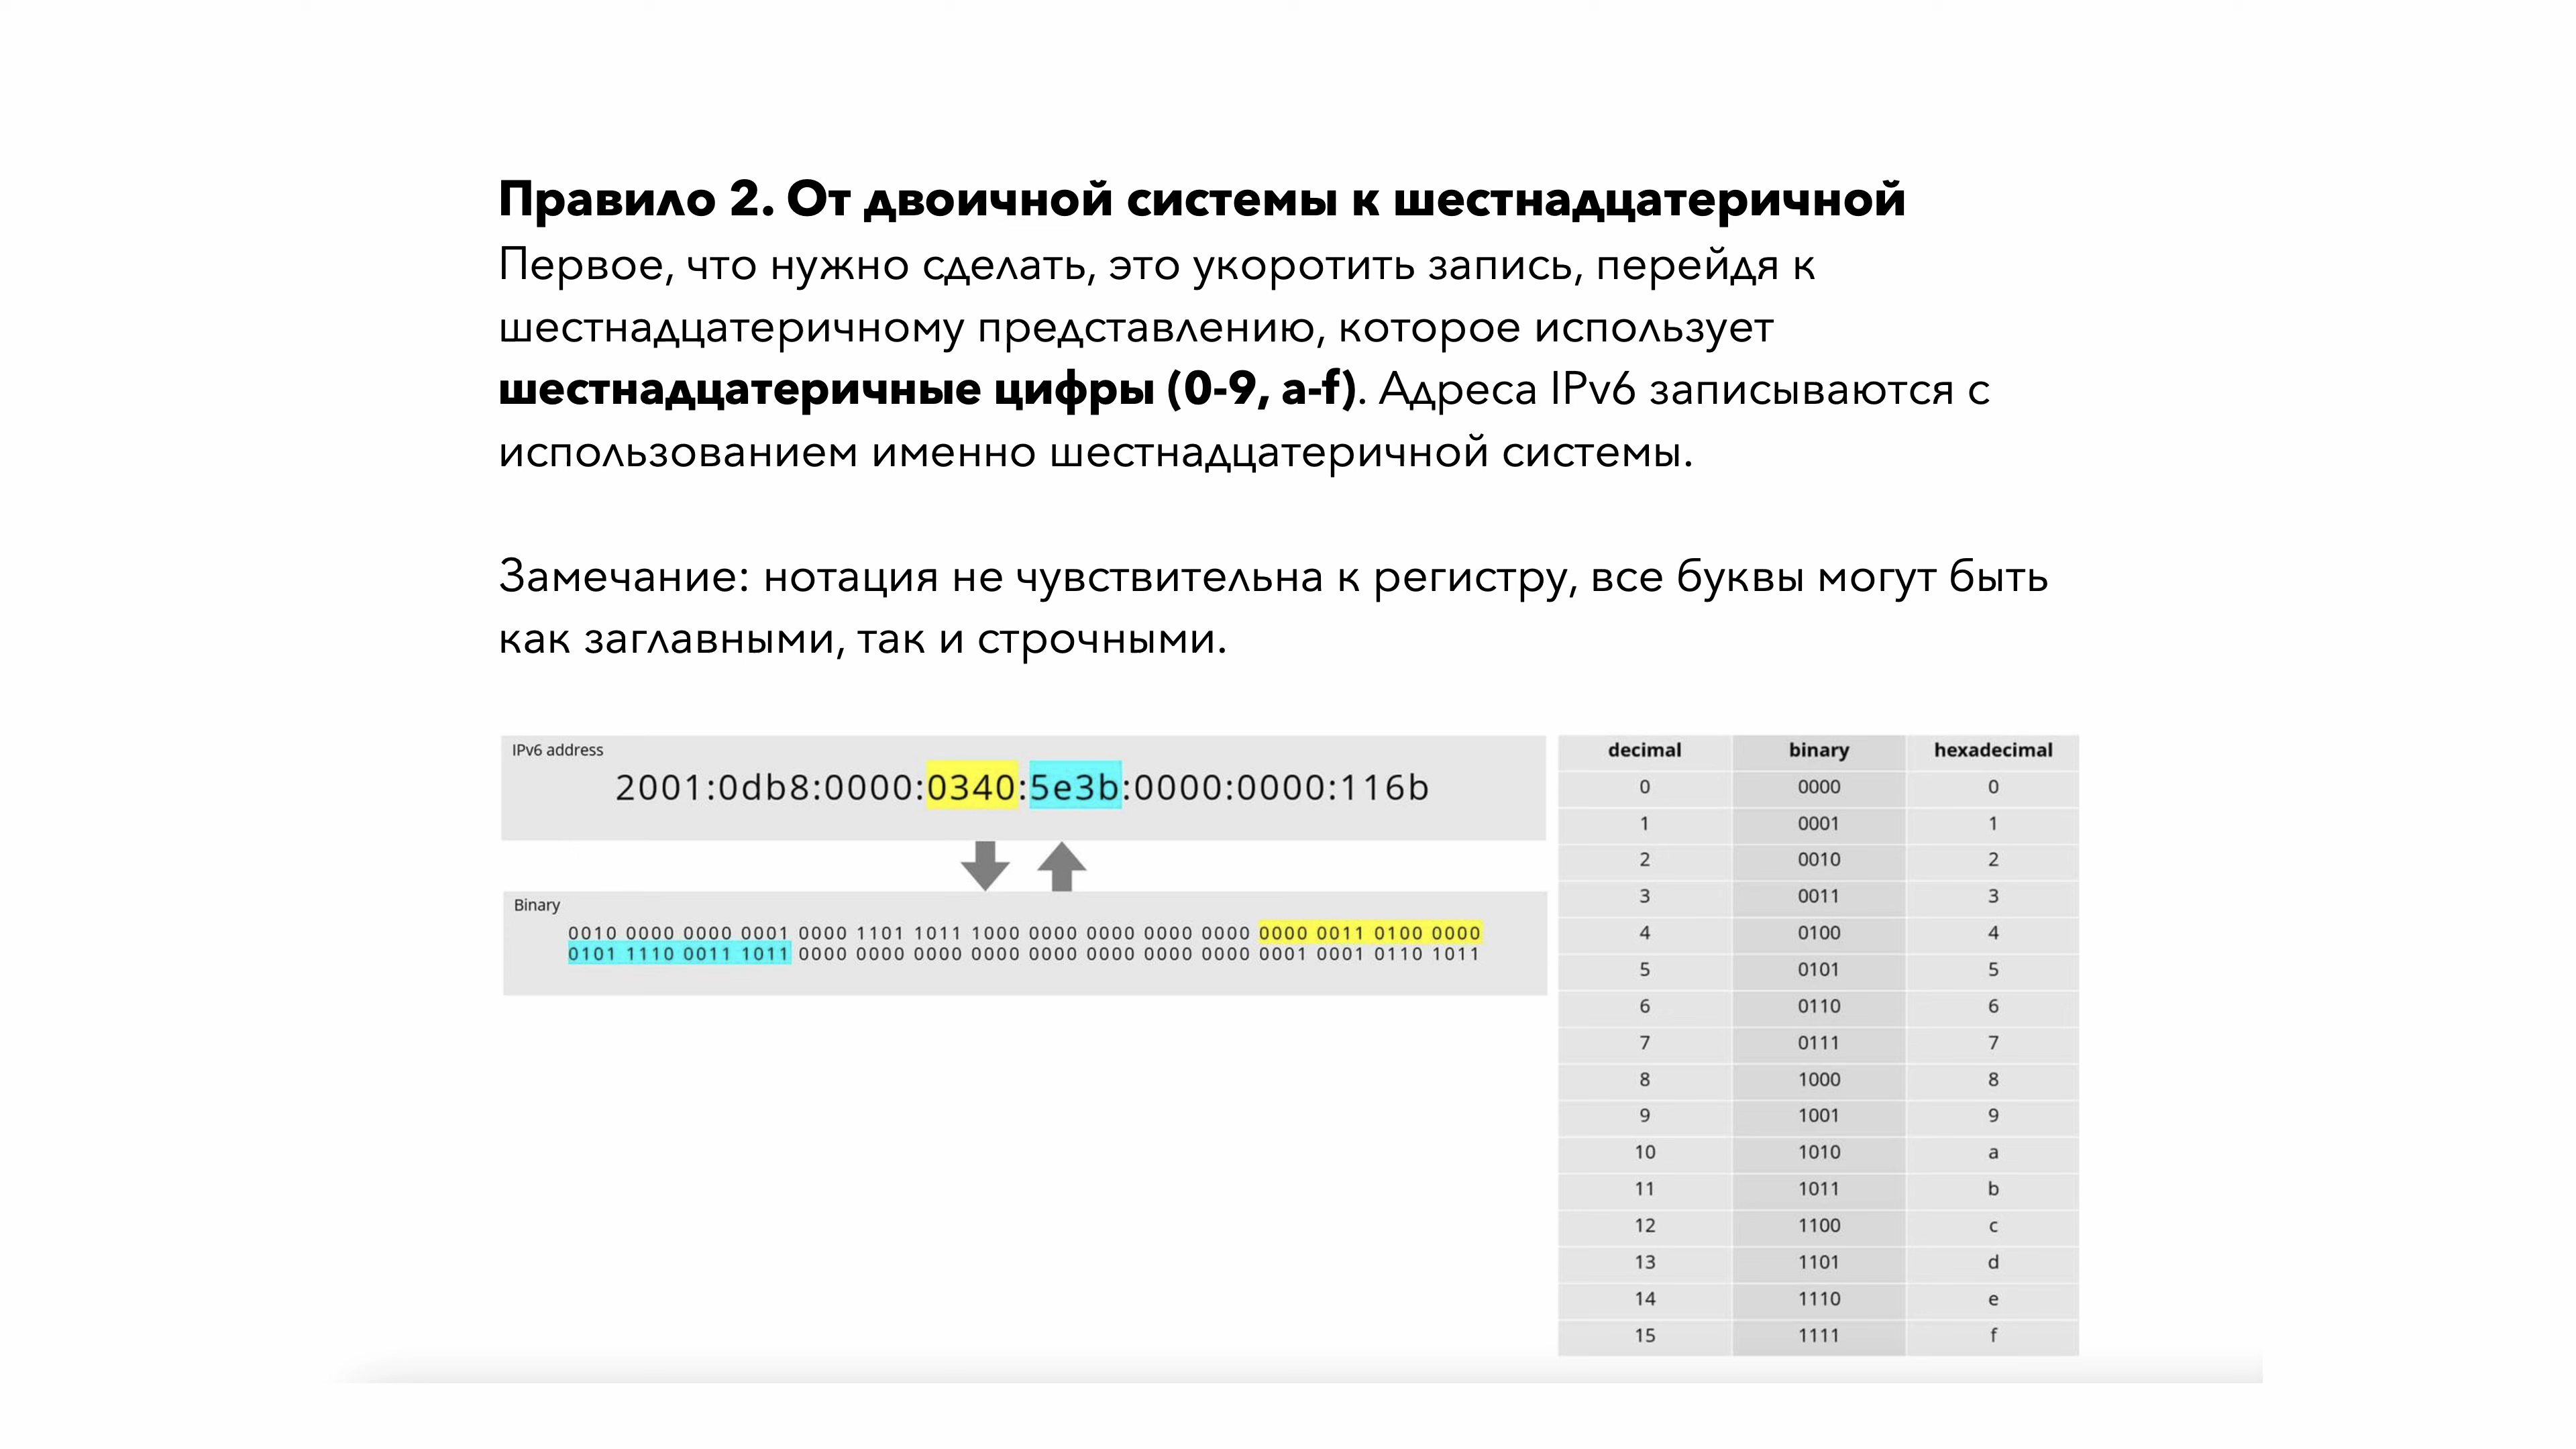 Правило 2. От двоичной системы к шестнадцатеричной
Первое, что нужно сделать, это укоротить запись, перейдя к
шестнадцатеричному представлению, которое использует
шестнадцатеричные цифры (0-9, a-f). Адреса IPv6 записываются с
использованием именно шестнадцатеричной системы.
Замечание: нотация не чувствительна к регистру, все буквы могут быть
как заглавными, так и строчными.
IPv6 address
2001:0db8:0000:0340:5e3b:0000:0000:116b
Binary
0010 0000 0000 0001 0000 1101 1011 1000 0000 0000 0000 0000 0000 0011 0100 0000
0101 1110 0011 1011 0000 0000 0000 0000 0000 0000 0000 0000 0001 0001 0110 1011
decimal binary hexadecimal
0 0000 0
1 0001 1
2 0010 2
3 0011 3
4 0100 4
5 0101 5
6 0110 6
7 0111 7
8 1000 8
9 1001 9
10 1010 a
11 1011 b
12 1100 c
13 1101 d
14 1110 e
15 1111 f